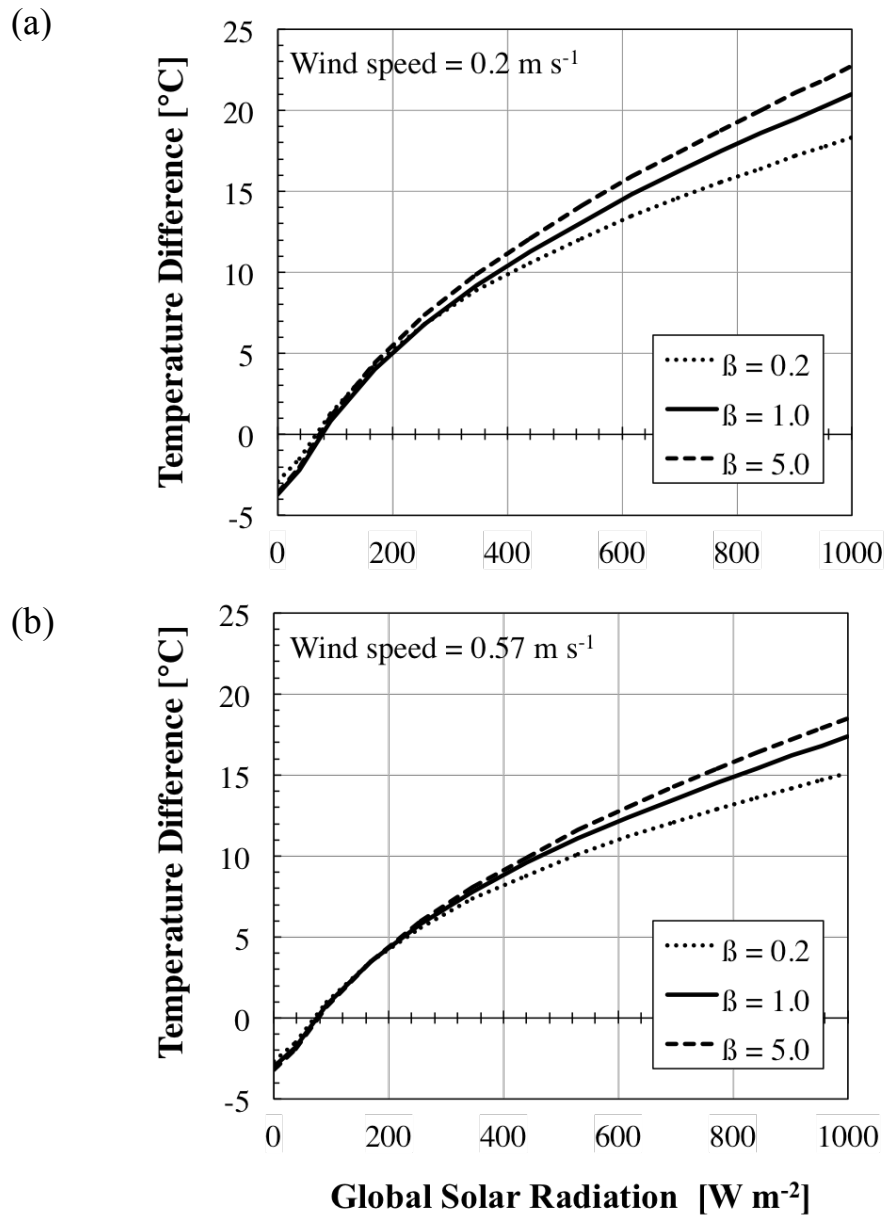 (a)
Temperature Difference [°C]
25
20
15
10
5
0
-5
Wind speed = 0.2 m s-1
ß = 0.2
ß = 1.0
ß = 5.0
0 200 400 600 800 1000
(b)
Temperature Difference [°C]
25
20
15
10
5
0
-5
Wind speed = 0.57 m s-1
ß = 0.2
ß = 1.0
ß = 5.0
0 200 400 600 800 1000
Global Solar Radiation [W m-2]